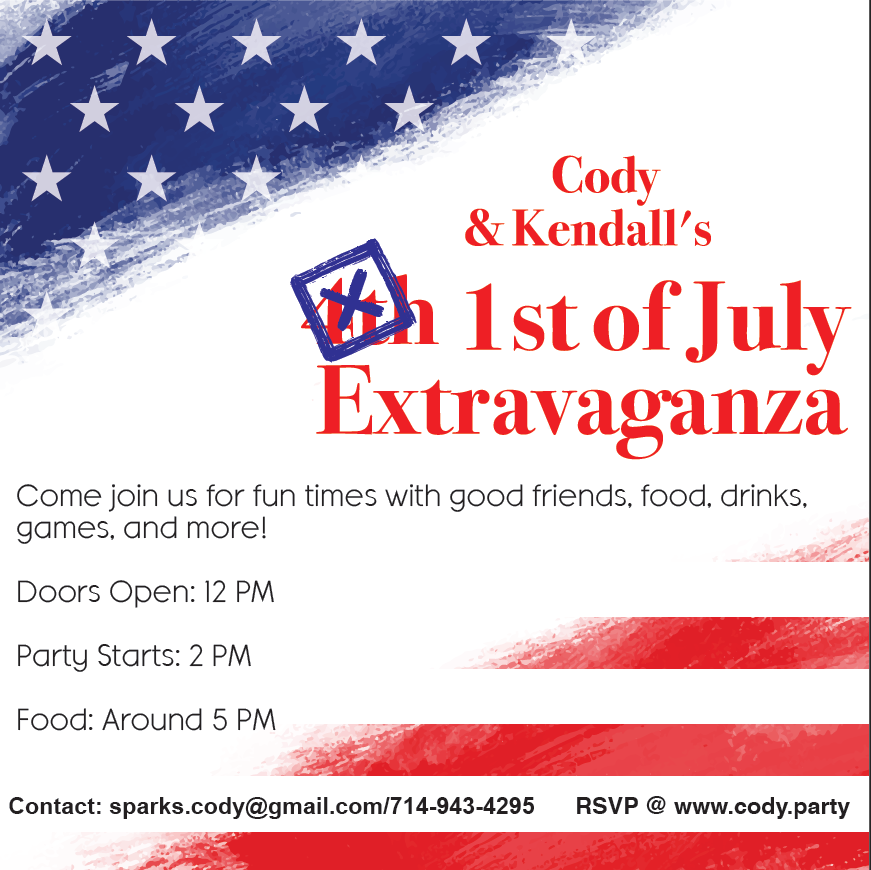 Cody
& Kendall's
4th 1st of July
Extravaganza
Come join us for fun times with good friends, food, drinks,
games, and more!
Doors Open: 12 PM
Party Starts: 2 PM
Food: Around 5 PM
Contact: sparks.cody@gmail.com/714-943-4295 RSVP @ www.cody.party